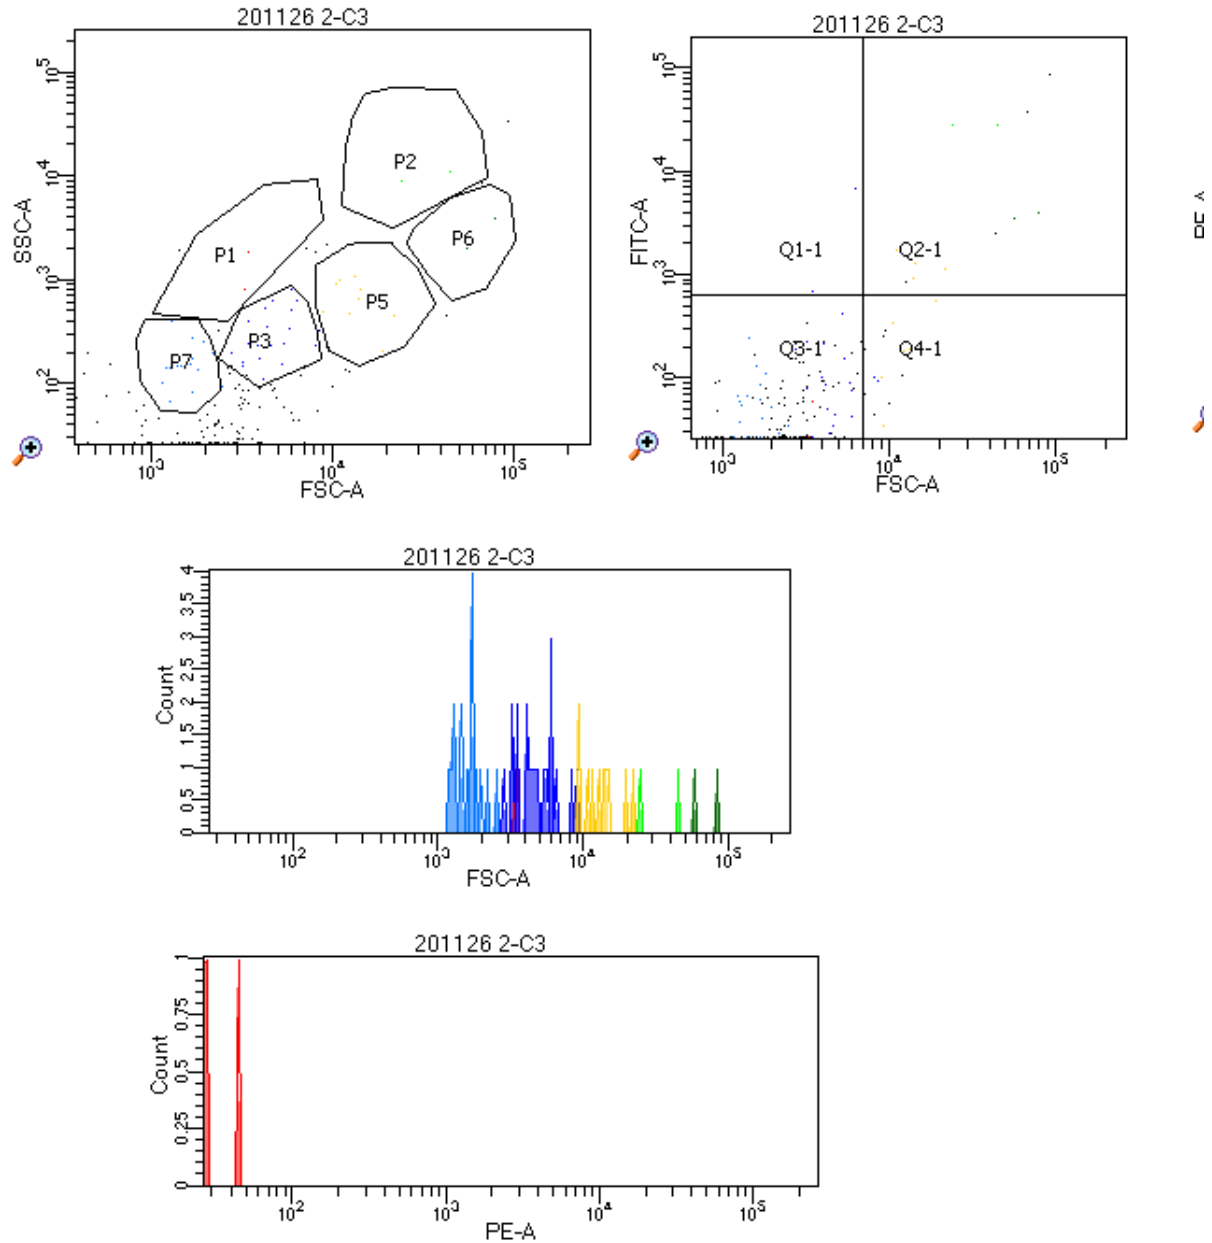 201126 2-C3
SSC-A
10^5
10^4
10^3
10^2
P1
P2
P3
P5
P6
P7
10^3
10^4
10^5
FSC-A
201126 2-C3
FITC-A
10^5
10^4
10^3
10^2
Q1-1
Q2-1
Q3-1
Q4-1
10^3
10^4
10^5
FSC-A
201126 2-C3
Count
4
3,5
3
2,5
2
1,5
1
0,5
0
10^2
10^3
10^4
10^5
FSC-A
201126 2-C3
Count
1
0,75
0,5
0,25
0
10^2
10^3
10^4
10^5
PE-A